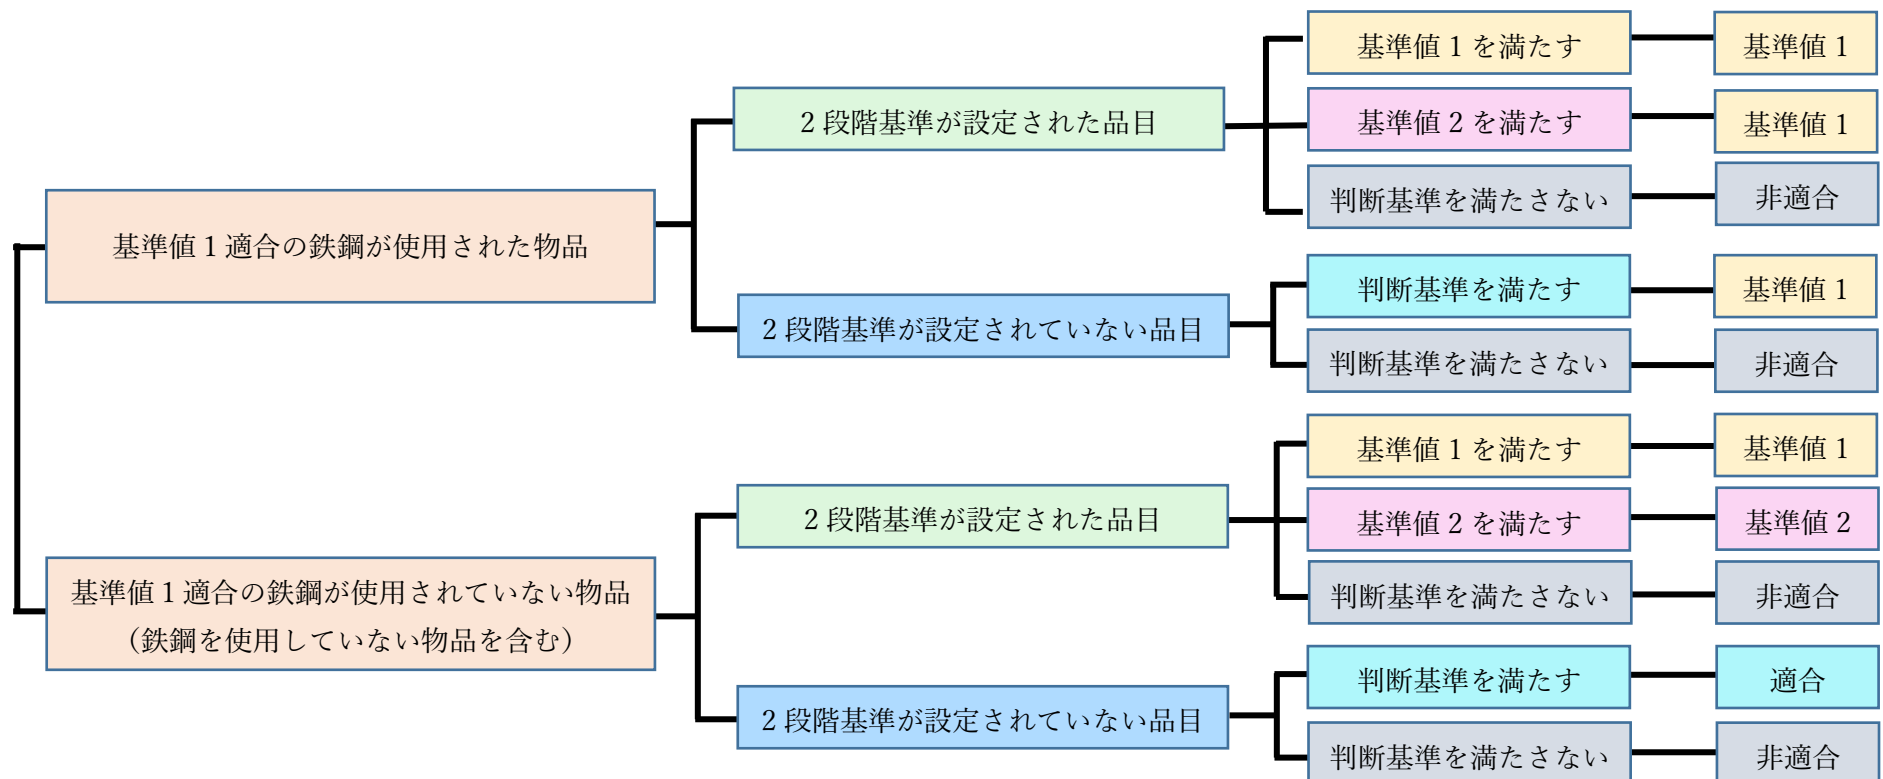 基準値1適合の鉄鋼が使用された物品
2段階基準が設定された品目
基準値1を満たす
基準値1
基準値2を満たす
基準値1
判断基準を満たさない
非適合
2段階基準が設定されていない品目
判断基準を満たす
基準値1
判断基準を満たさない
非適合
基準値1適合の鉄鋼が使用されていない物品
（鉄鋼を使用していない物品を含む）
2段階基準が設定された品目
基準値1を満たす
基準値1
基準値2を満たす
基準値2
判断基準を満たさない
非適合
2段階基準が設定されていない品目
判断基準を満たす
適合
判断基準を満たさない
非適合